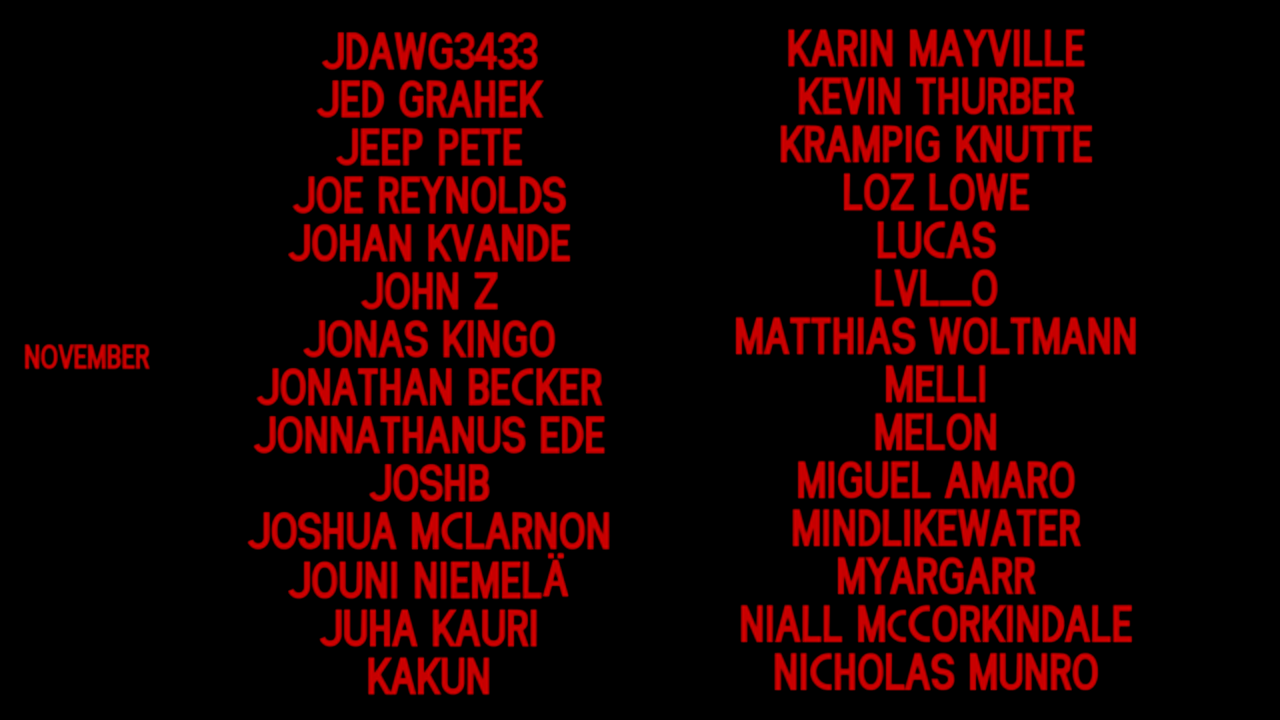 NOVEMBER
JDAWG3433
JED GRAHEK
JEEP PETE
JOE REYNOLDS
JOHAN KVANDE
JOHN Z
JONAS KINGO
JONATHAN BECKER
JONNATHANUS EDE
JOSHB
JOSHUA MCLARNON
JOUNI NIEMELÄ
JUHA KAURI
KAKUN
KARIN MAYVILLE
KEVIN THURBER
KRAMPIG KNUTTE
LOZ LOWE
LUCAS
LVL__0
MATTHIAS WOLTMANN
MELLI
MELON
MIGUEL AMARO
MINDLIKEWATER
MYARGARR
NIALL McCORKINDALE
NICHOLAS MUNRO